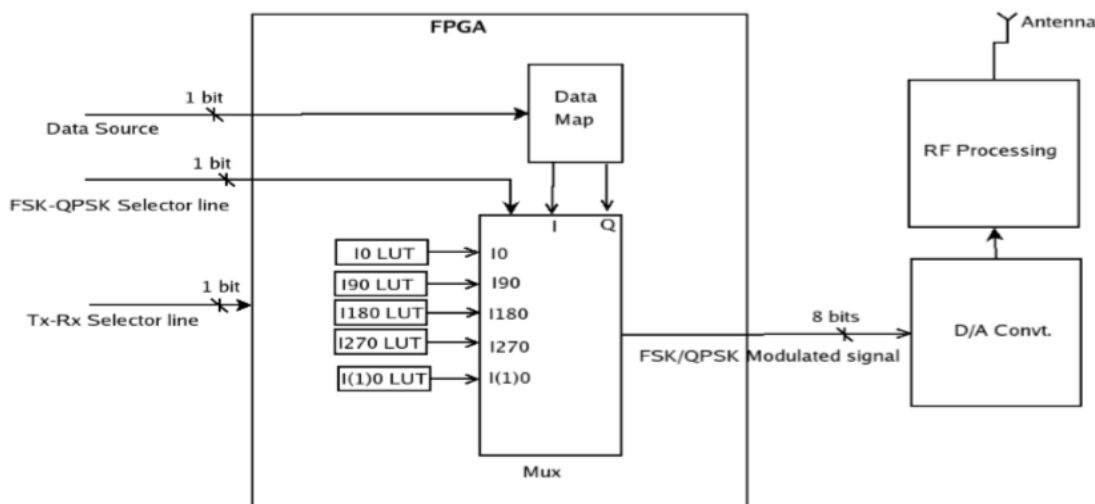 FPGA
Antenna
1 bit
Data Source
Data
Map
RF Processing
1 bit
FSK-QPSK Selector line
I
Q
I0 LUT
I0
I90 LUT
I90
1 bit
Tx-Rx Selector line
I180 LUT
I180
I270 LUT
I270
I(1)0 LUT
I(1)0
8 bits
FSK/QPSK Modulated signal
D/A Convt.
Mux